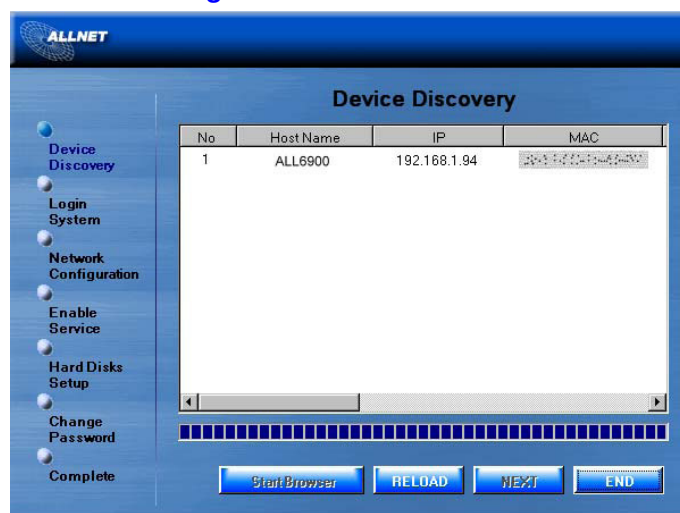 ALLNET
Device Discovery
No Host Name IP MAC
1 ALL6900 192.168.1.94
Device
Discovery
Login
System
Network
Configuration
Enable
Service
Hard Disks
Setup
Change
Password
Complete
Start Browser RELOAD NEXT END